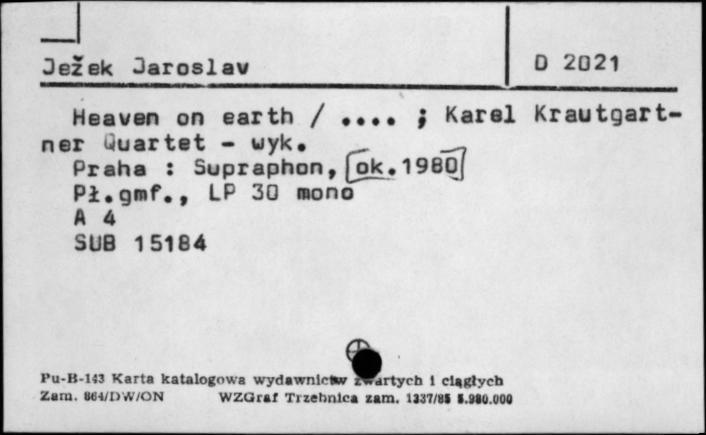 Ježek Jaroslav
D 2021
Heaven on earth / .... ; Karel Krautgart-
ner Quartet - wyk.
Praha : Supraphon, [ok.1980]
Pł.gmf., LP 30 mono
A 4
SUB 15184
Pu-B-143 Karta katalogowa wydawnictw zwartych i ciągłych
Zam. 864/DW/ON WZGraf Trzebnica zam. 1337/85 5.980.000